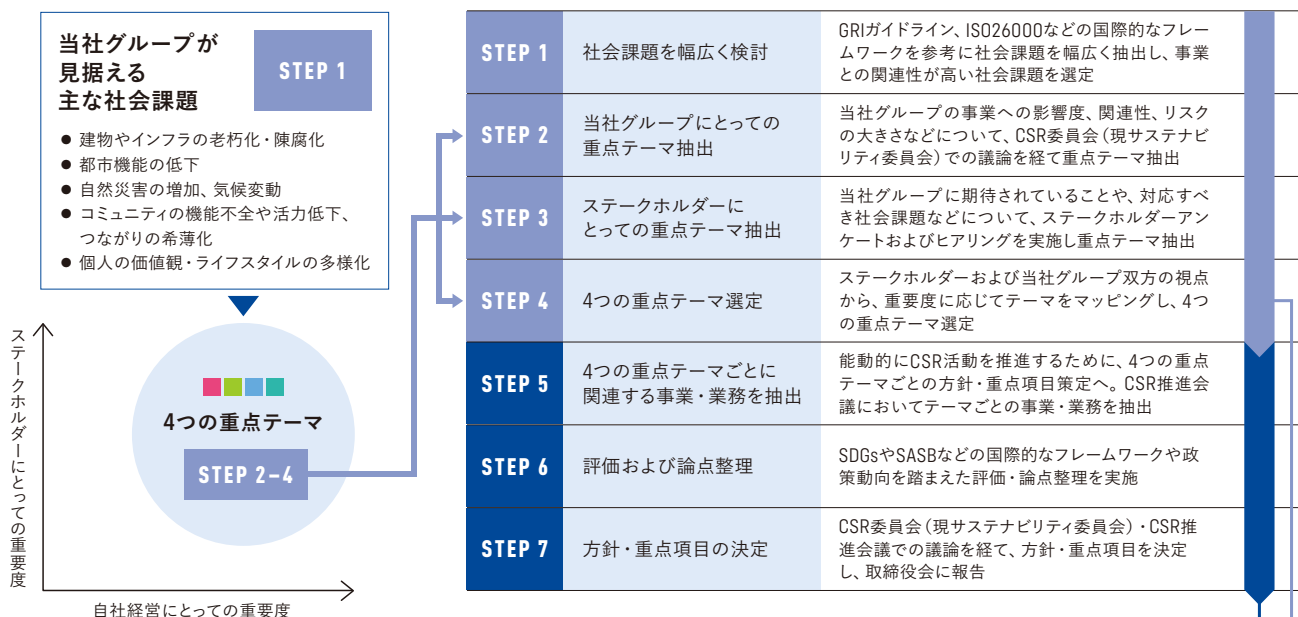 当社グループが
見据える
主な社会課題
STEP 1
● 建物やインフラの老朽化・陳腐化
● 都市機能の低下
● 自然災害の増加、気候変動
● コミュニティの機能不全や活力低下、
つながりの希薄化
● 個人の価値観・ライフスタイルの多様化
ステークホルダーにとっての重要度
4つの重点テーマ
STEP 2–4
自社経営にとっての重要度
STEP 1
社会課題を幅広く検討
GRIガイドライン、ISO26000などの国際的なフレー
ムワークを参考に社会課題を幅広く抽出し、事業
との関連性が高い社会課題を選定
STEP 2
当社グループにとっての
重点テーマ抽出
当社グループの事業への影響度、関連性、リスク
の大きさなどについて、CSR委員会（現サステナビ
リティ委員会）での議論を経て重点テーマ抽出
STEP 3
ステークホルダーに
とっての重点テーマ抽出
当社グループに期待されていることや、対応すべ
き社会課題などについて、ステークホルダーアン
ケートおよびヒアリングを実施し重点テーマ抽出
STEP 4
4つの重点テーマ選定
ステークホルダーおよび当社グループ双方の視点
から、重要度に応じてテーマをマッピングし、4つ
の重点テーマ選定
STEP 5
4つの重点テーマごとに
関連する事業・業務を抽出
能動的にCSR活動を推進するために、4つの重点
テーマごとの方針・重点項目策定へ。CSR推進会
議においてテーマごとの事業・業務を抽出
STEP 6
評価および論点整理
SDGsやSASBなどの国際的なフレームワークや政
策動向を踏まえた評価・論点整理を実施
STEP 7
方針・重点項目の決定
CSR委員会（現サステナビリティ委員会）・CSR推
進会議での議論を経て、方針・重点項目を決定
し、取締役会に報告